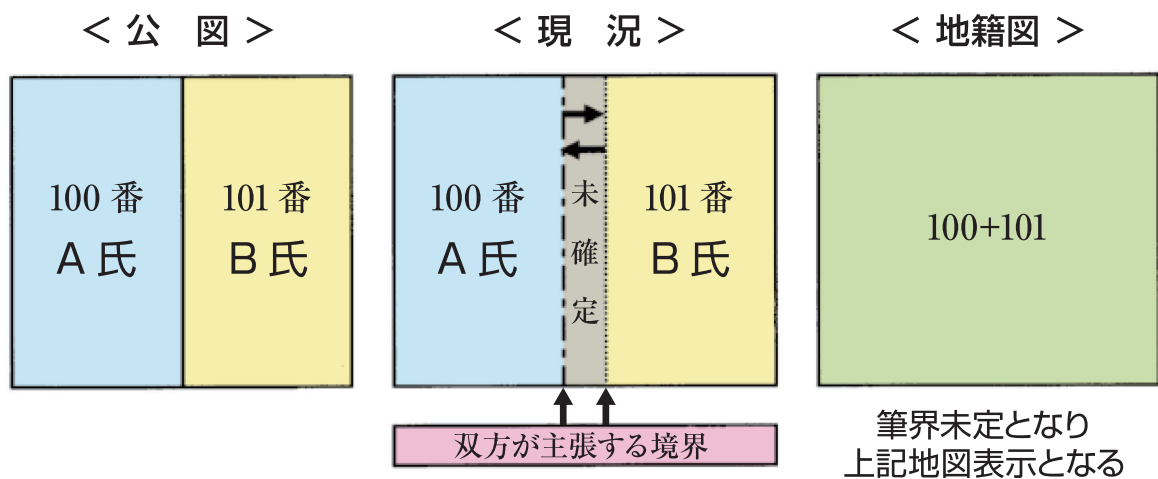 ＜ 公　図 ＞
100 番
A 氏
101 番
B 氏
＜ 現　況 ＞
100 番
A 氏
未確定
101 番
B 氏
双方が主張する境界
＜ 地籍図 ＞
100+101
筆界未定となり
上記地図表示となる